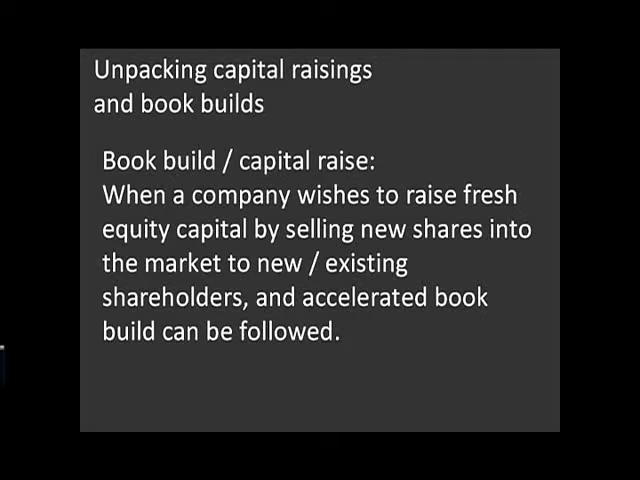 Unpacking capital raisings
and book builds
Book build / capital raise:
When a company wishes to raise fresh
equity capital by selling new shares into
the market to new / existing
shareholders, and accelerated book
build can be followed.